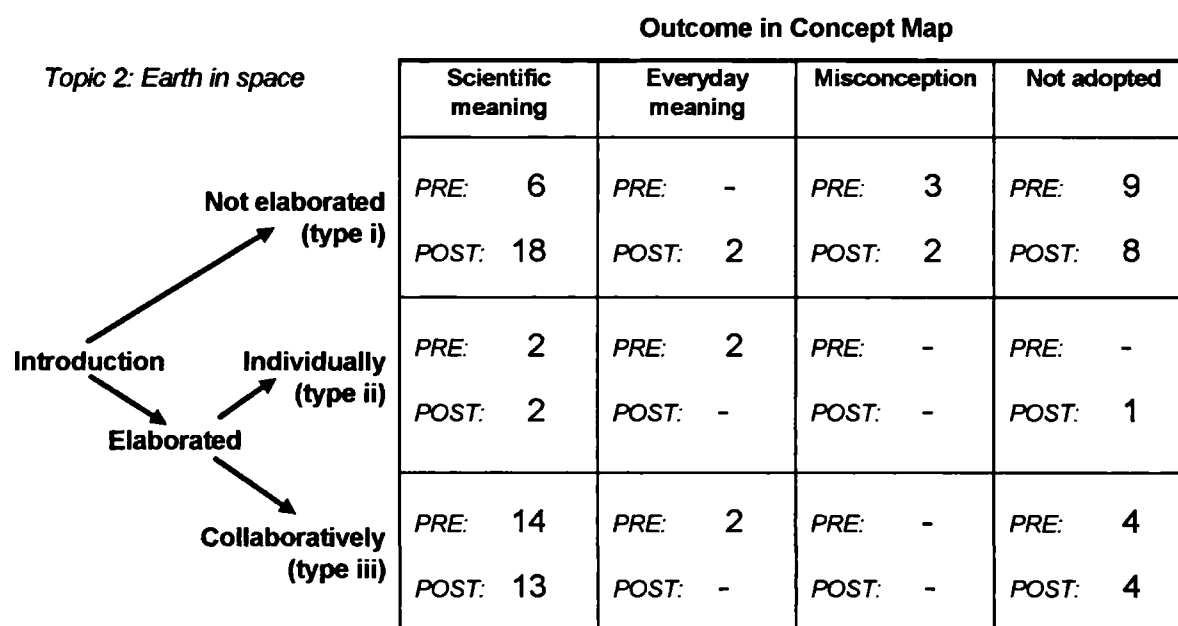 Outcome in Concept Map
Topic 2: Earth in space
Scientific meaning
Everyday meaning
Misconception
Not adopted
Not elaborated
(type i)
PRE: 6 PRE: - PRE: 3 PRE: 9
POST: 18 POST: 2 POST: 2 POST: 8
Introduction
Individually
(type ii)
PRE: 2 PRE: 2 PRE: - PRE: -
POST: 2 POST: - POST: - POST: 1
Elaborated
Collaboratively
(type iii)
PRE: 14 PRE: 2 PRE: - PRE: 4
POST: 13 POST: - POST: - POST: 4